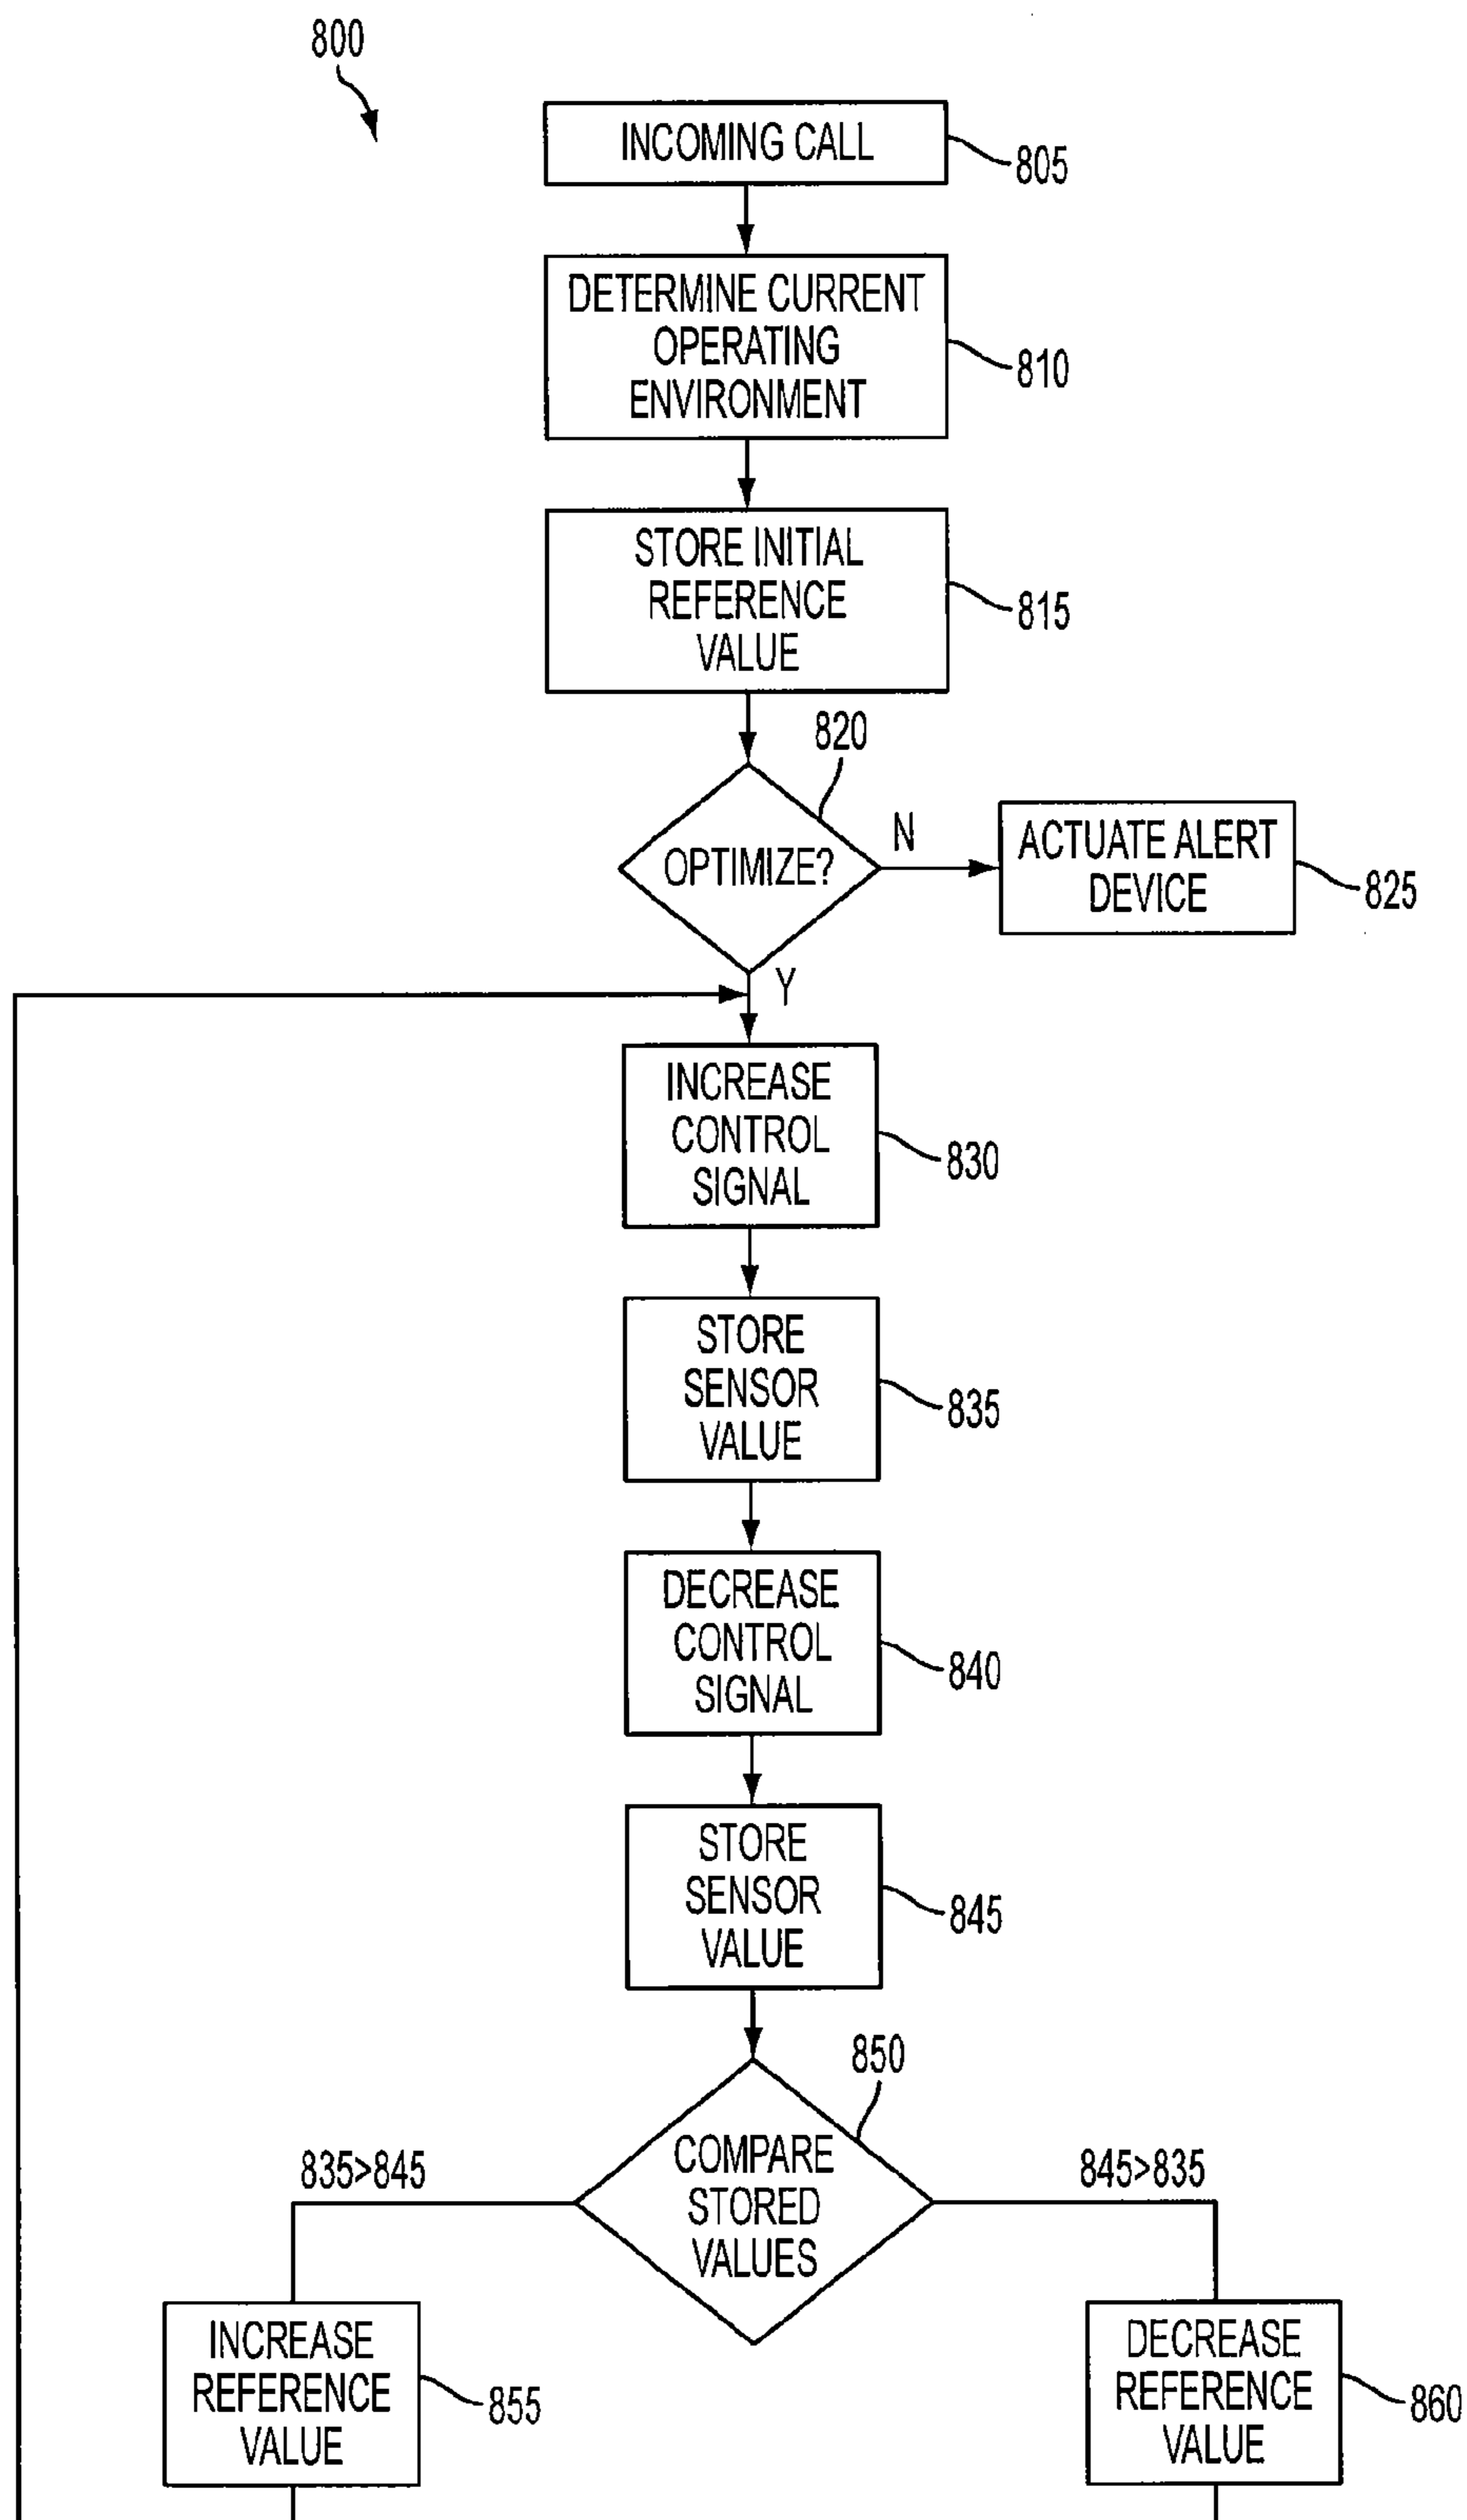 800
INCOMING CALL
805
DETERMINE CURRENT
OPERATING
ENVIRONMENT
810
STORE INITIAL
REFERENCE
VALUE
815
820
OPTIMIZE?
N
ACTUATE ALERT
DEVICE
825
Y
INCREASE
CONTROL
SIGNAL
830
STORE
SENSOR
VALUE
835
DECREASE
CONTROL
SIGNAL
840
STORE
SENSOR
VALUE
845
850
COMPARE
STORED
VALUES
835>845
845>835
INCREASE
REFERENCE
VALUE
855
DECREASE
REFERENCE
VALUE
860